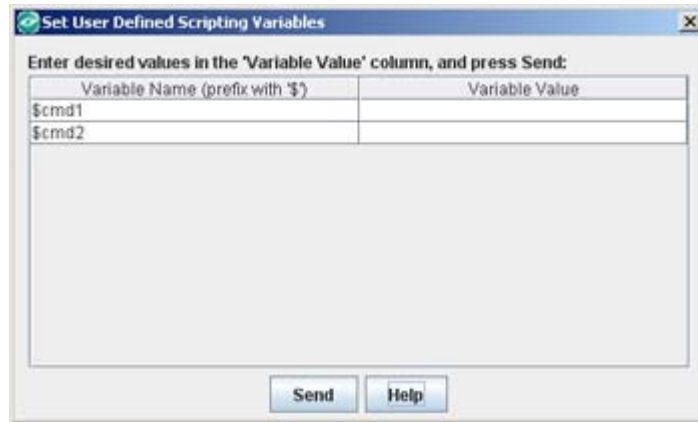 Set User Defined Scripting Variables
Enter desired values in the 'Variable Value' column, and press Send:
Variable Name (prefix with '$') Variable Value
$cmd1
$cmd2
Send Help